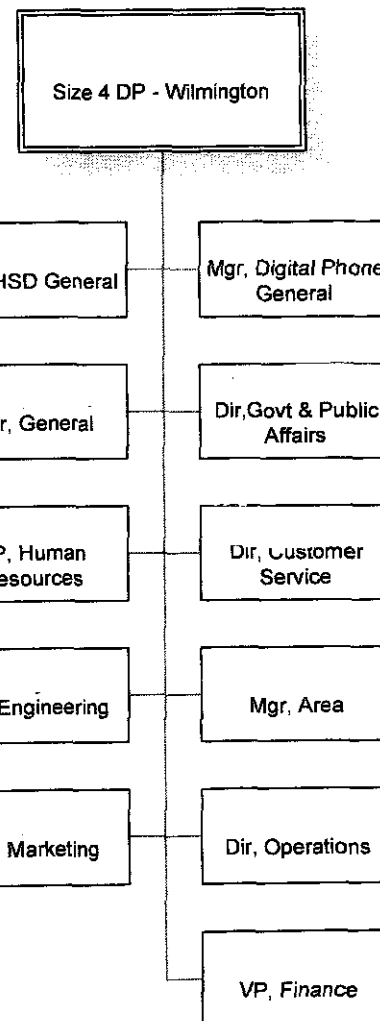 Size 4 DP - Wilmington
HSD General
Mgr, Digital Phone
General
r, General
Dir,Govt & Public
Affairs
P, Human
esources
Dir, Customer
Service
Engineering
Mgr, Area
Marketing
Dir, Operations
VP, Finance